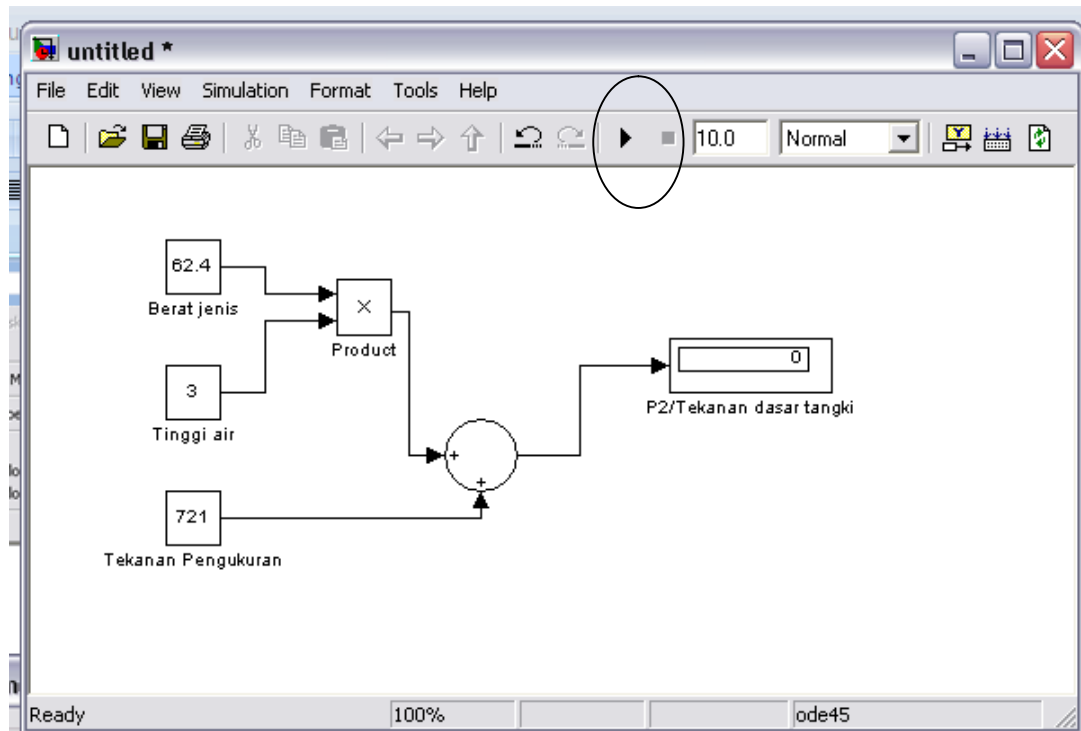 untitled *
File Edit View Simulation Format Tools Help
10.0 Normal
62.4
Berat jenis
×
Product
3
Tinggi air
0
P2/Tekanan dasar tangki
+
+
721
Tekanan Pengukuran
Ready 100% ode45